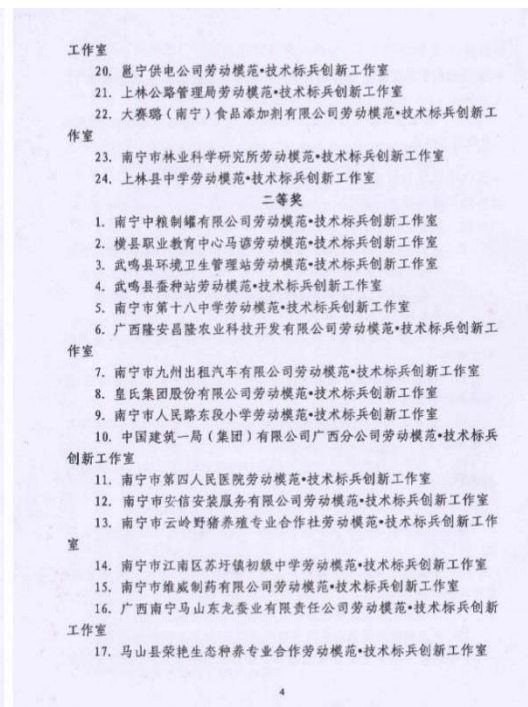 工作室
20. 邕宁供电公司劳动模范•技术标兵创新工作室
21. 上林公路管理局劳动模范•技术标兵创新工作室
22. 大赛璐(南宁)食品添加剂有限公司劳动模范•技术标兵创新工
作室
23. 南宁市林业科学研究所劳动模范•技术标兵创新工作室
24. 上林县中学劳动模范•技术标兵创新工作室
二等奖
1. 南宁中粮制罐有限公司劳动模范•技术标兵创新工作室
2. 横县职业教育中心马谚劳动模范•技术标兵创新工作室
3. 武鸣县环境卫生管理站劳动模范•技术标兵创新工作室
4. 武鸣县蚕种站劳动模范•技术标兵创新工作室
5. 南宁市第十八中学劳动模范•技术标兵创新工作室
6. 广西隆安昌隆农业科技开发有限公司劳动模范•技术标兵创新工
作室
7. 南宁市九州出租汽车有限公司劳动模范•技术标兵创新工作室
8. 皇氏集团股份有限公司劳动模范•技术标兵创新工作室
9. 南宁市人民路东段小学劳动模范•技术标兵创新工作室
10. 中国建筑一局(集团)有限公司广西分公司劳动模范•技术标兵
创新工作室
11. 南宁市第四人民医院劳动模范•技术标兵创新工作室
12. 南宁市安信安装服务有限公司劳动模范•技术标兵创新工作室
13. 南宁市云岭野猪养殖专业合作社劳动模范•技术标兵创新工作
室
14. 南宁市江南区苏圩镇初级中学劳动模范•技术标兵创新工作室
15. 南宁市维威制药有限公司劳动模范•技术标兵创新工作室
16. 广西南宁马山东龙蚕业有限责任公司劳动模范•技术标兵创新
工作室
17. 马山县荣艳生态种养专业合作劳动模范•技术标兵创新工作室
4